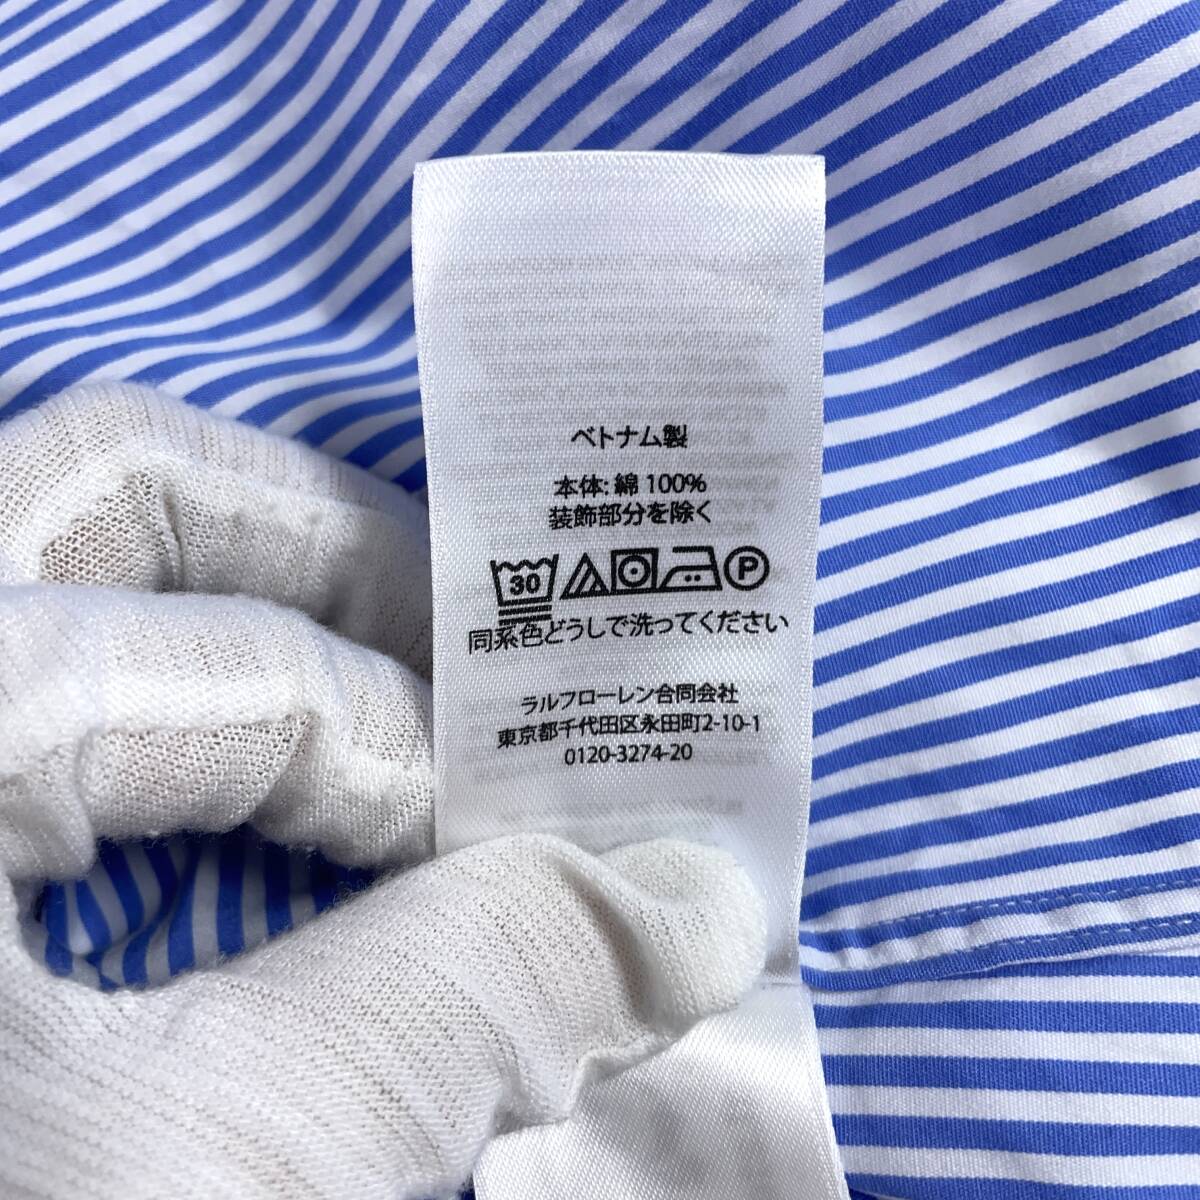 ベトナム製
本体: 綿 100%
装飾部分を除く
30 P
同系色どうしで洗ってください
ラルフローレン合同会社
東京都千代田区永田町2-10-1
0120-3274-20